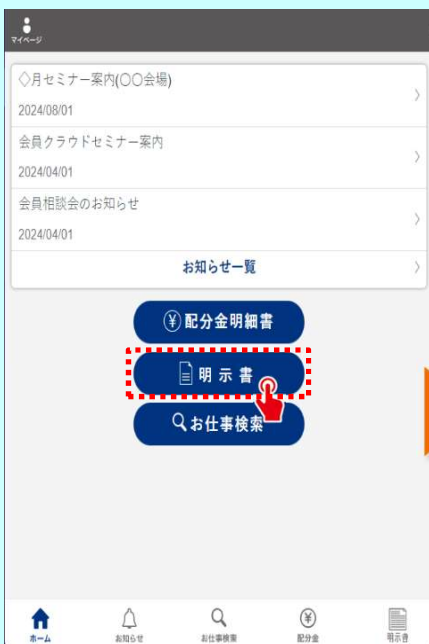 マイページ
◇月セミナー案内(〇〇会場)
2024/08/01
会員クラウドセミナー案内
2024/04/01
会員相談会のお知らせ
2024/04/01
お知らせ一覧
配分金明細書
明示書
お仕事検索
ホーム
お知らせ
お仕事検索
配分金
明示書